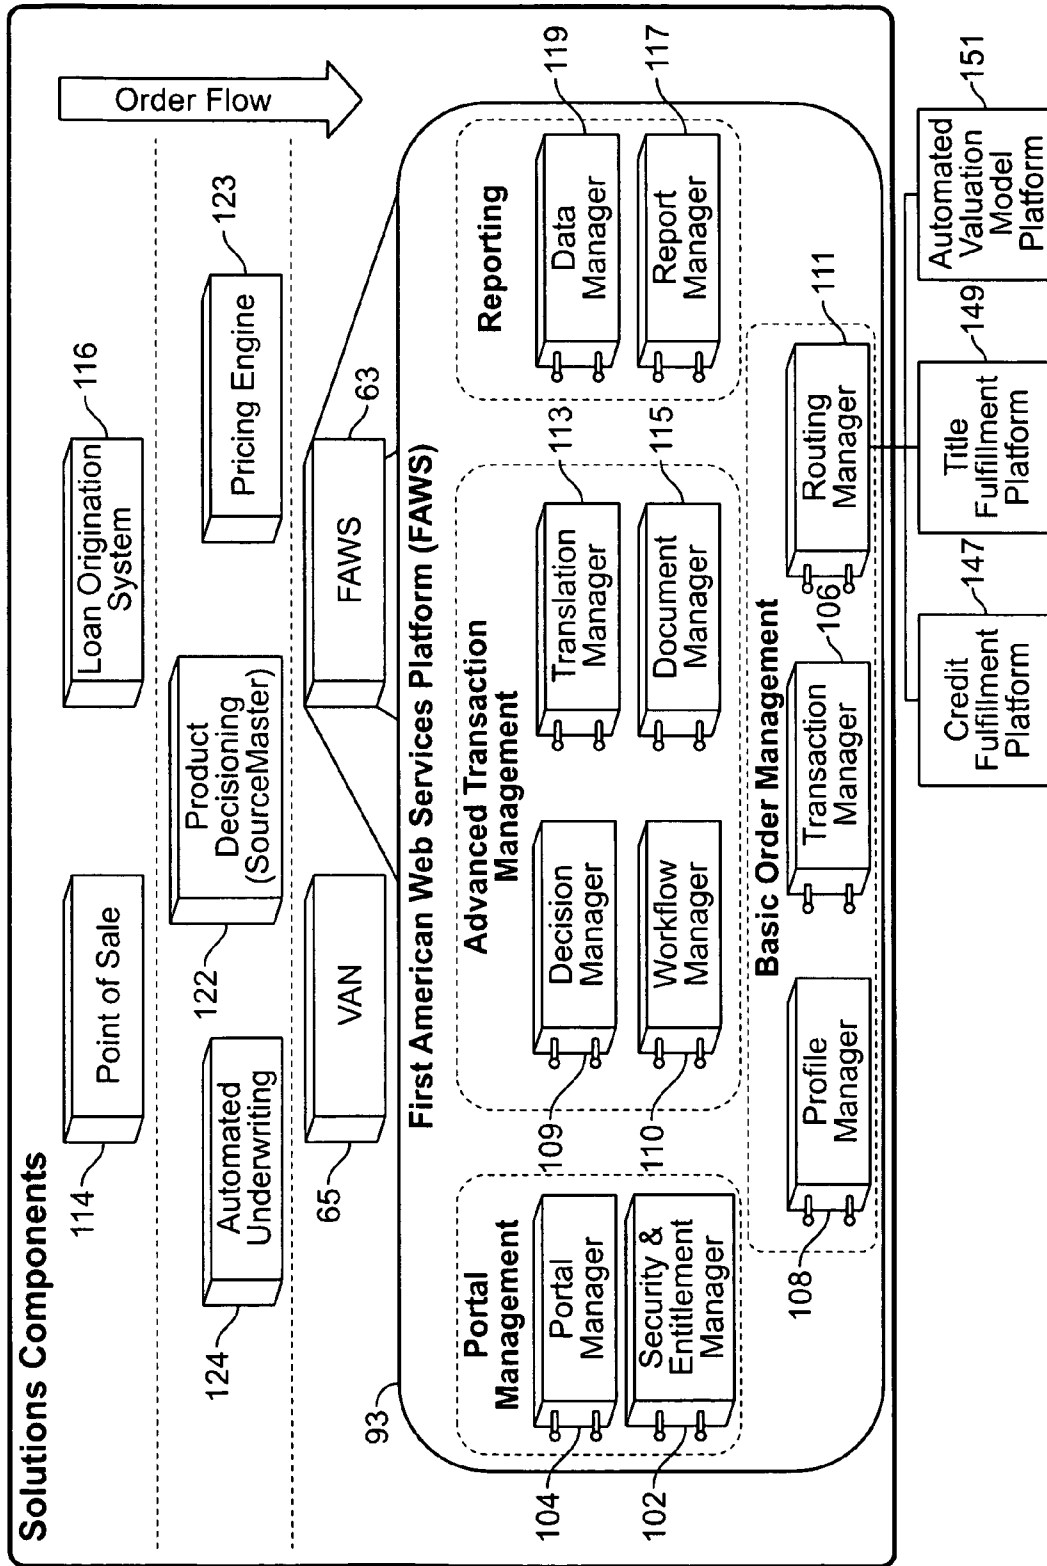 Solutions Components
Order Flow
114
Point of Sale
Loan Origination
System
116
124
Automated
Underwriting
122
Product
Decisioning
(SourceMaster)
Pricing Engine
123
65
VAN
FAWS
63
93
First American Web Services Platform (FAWS)
Portal
Management
104
Portal
Manager
102
Security &
Entitlement
Manager
Advanced Transaction
Management
109
Decision
Manager
Translation
Manager
113
110
Workflow
Manager
Document
Manager
115
Reporting
Data
Manager
119
Report
Manager
117
Basic Order Management
108
Profile
Manager
Transaction
Manager
106
Routing
Manager
111
Credit
Fulfillment
Platform
147
Title
Fulfillment
Platform
149
Automated
Valuation
Model
Platform
151